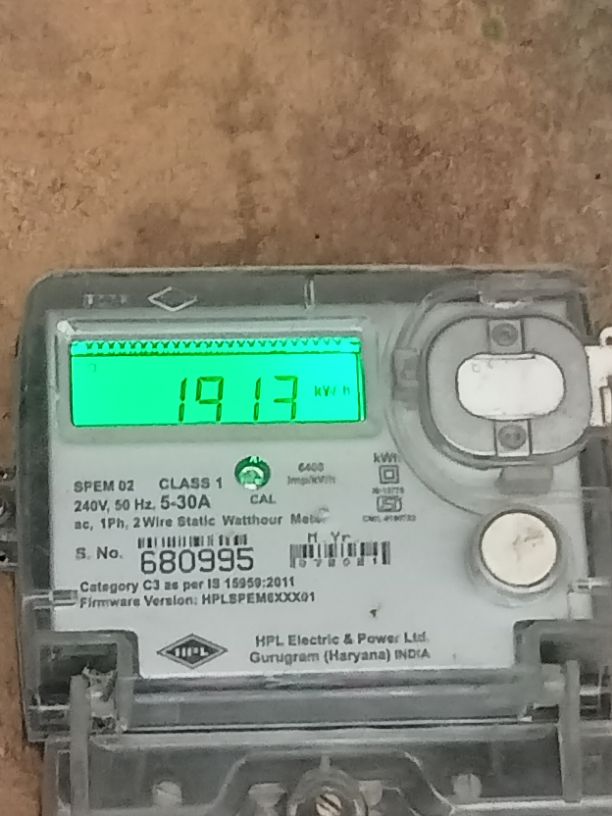 1913 kWh
SPEM 02 CLASS 1
6400
imp/kWh
kWh
240V, 50 Hz, 5-30A
CAL
ac, 1Ph, 2 Wire Static Watthour Meter
M Yr.
S. No. 680995
072021
Category C3 as per IS 15959:2011
Firmware Version: HPLSPEM6XXX01
HPL
HPL Electric & Power Ltd.
Gurugram (Haryana) INDIA